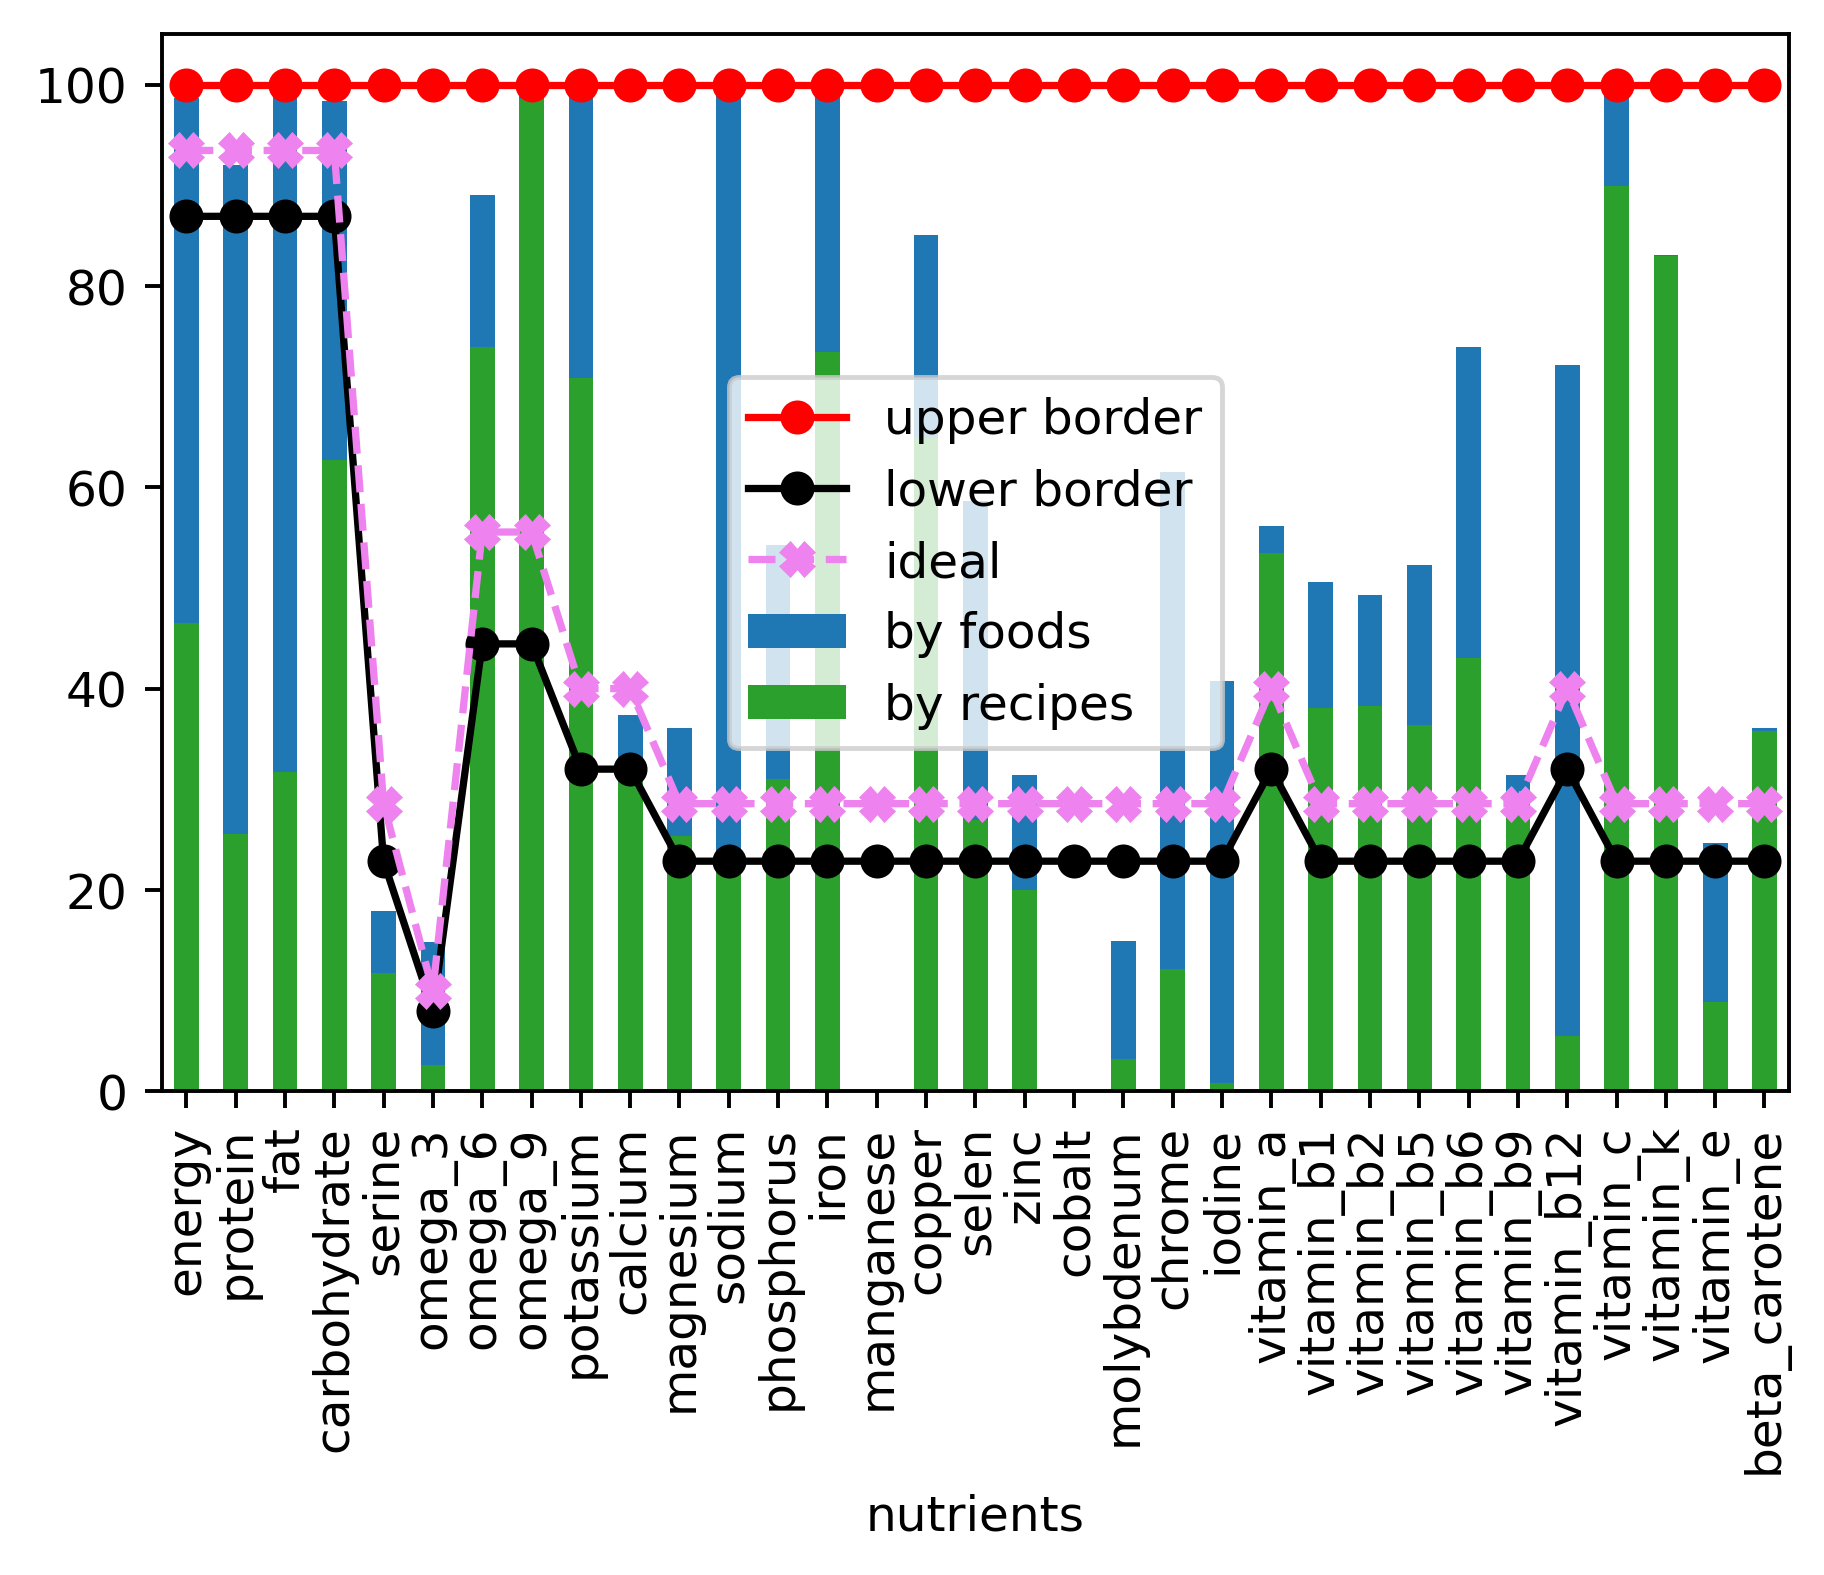 100
80
60
40
20
0
upper border
lower border
ideal
by foods
by recipes
energy
protein
fat
carbohydrate
serine
omega_3
omega_6
omega_9
potassium
calcium
magnesium
sodium
phosphorus
iron
manganese
copper
selen
zinc
cobalt
molybdenum
chrome
iodine
vitamin_a
vitamin_b1
vitamin_b2
vitamin_b5
vitamin_b6
vitamin_b9
vitamin_b12
vitamin_c
vitamin_k
vitamin_e
beta_carotene
nutrients